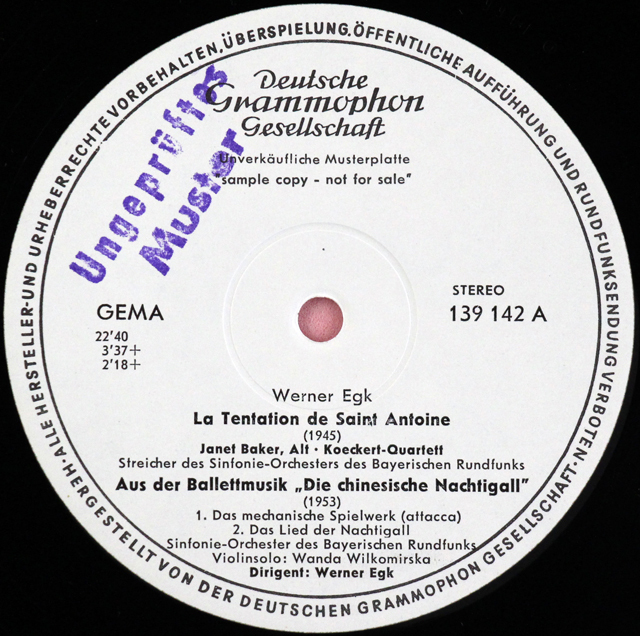 HERGESTELLT VON DER DEUTSCHEN GRAMMOPHON GESELLSCHAFT · ALLE HERSTELLER- UND URHEBERRECHTE VORBEHALTEN, ÜBERSPIELUNG, ÖFFENTLICHE AUFFÜHRUNG UND RUNDFUNKSENDUNG VERBOTEN ·
Deutsche
Grammophon
Gesellschaft
Unverkäufliche Musterplatte
"sample copy - not for sale"
Ungeprüftes
Muster
GEMA
22'40
3'37+
2'18+
STEREO
139 142 A
Werner Egk
La Tentation de Saint Antoine
(1945)
Janet Baker, Alt · Koeckert-Quartett
Streicher des Sinfonie-Orchesters des Bayerischen Rundfunks
Aus der Ballettmusik „Die chinesische Nachtigall"
(1953)
1. Das mechanische Spielwerk (attacca)
2. Das Lied der Nachtigall
Sinfonie-Orchester des Bayerischen Rundfunks
Violinsolo: Wanda Wilkomirska
Dirigent: Werner Egk